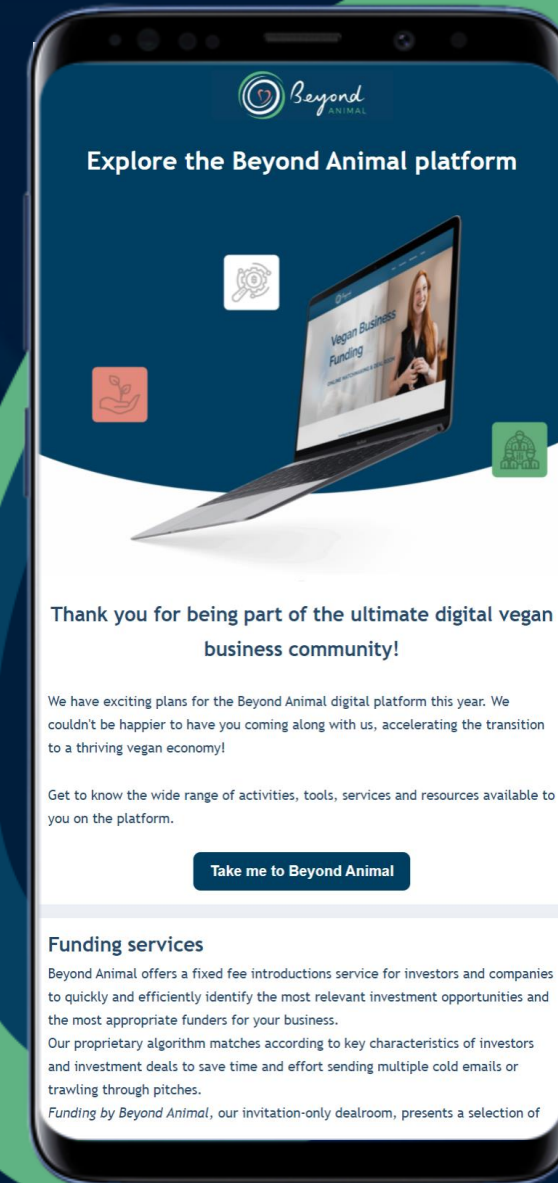 Beyond
ANIMAL
Explore the Beyond Animal platform
Vegan Business
Funding
ONLINE MATCHMAKING & DEALROOM
Thank you for being part of the ultimate digital vegan
business community!
We have exciting plans for the Beyond Animal digital platform this year. We
couldn't be happier to have you coming along with us, accelerating the transition
to a thriving vegan economy!
Get to know the wide range of activities, tools, services and resources available to
you on the platform.
Take me to Beyond Animal
Funding services
Beyond Animal offers a fixed fee introductions service for investors and companies
to quickly and efficiently identify the most relevant investment opportunities and
the most appropriate funders for your business.
Our proprietary algorithm matches according to key characteristics of investors
and investment deals to save time and effort sending multiple cold emails or
trawling through pitches.
Funding by Beyond Animal, our invitation-only dealroom, presents a selection of